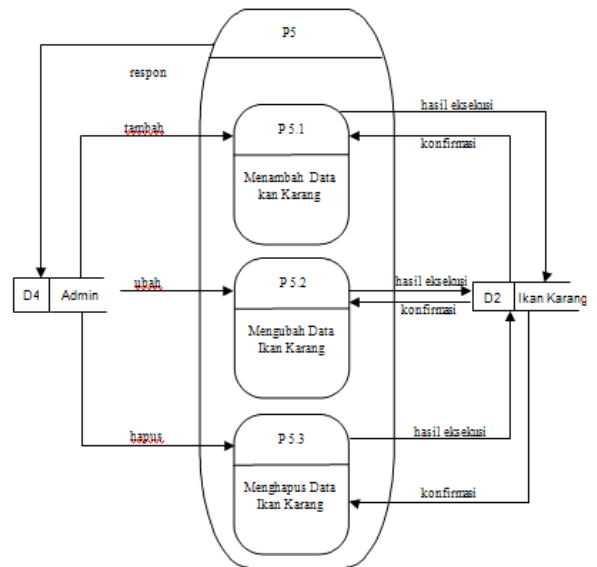 P5
respon
hasil eksekusi
tambah
P 5.1
konfirmasi
Menambah Data
kan Karang
ubah
P 5.2
hasil eksekusi
D4
Admin
D2
Ikan Karang
konfirmasi
Mengubah Data
Ikan Karang
hapus
P 5.3
hasil eksekusi
Menghapus Data
Ikan Karang
konfirmasi